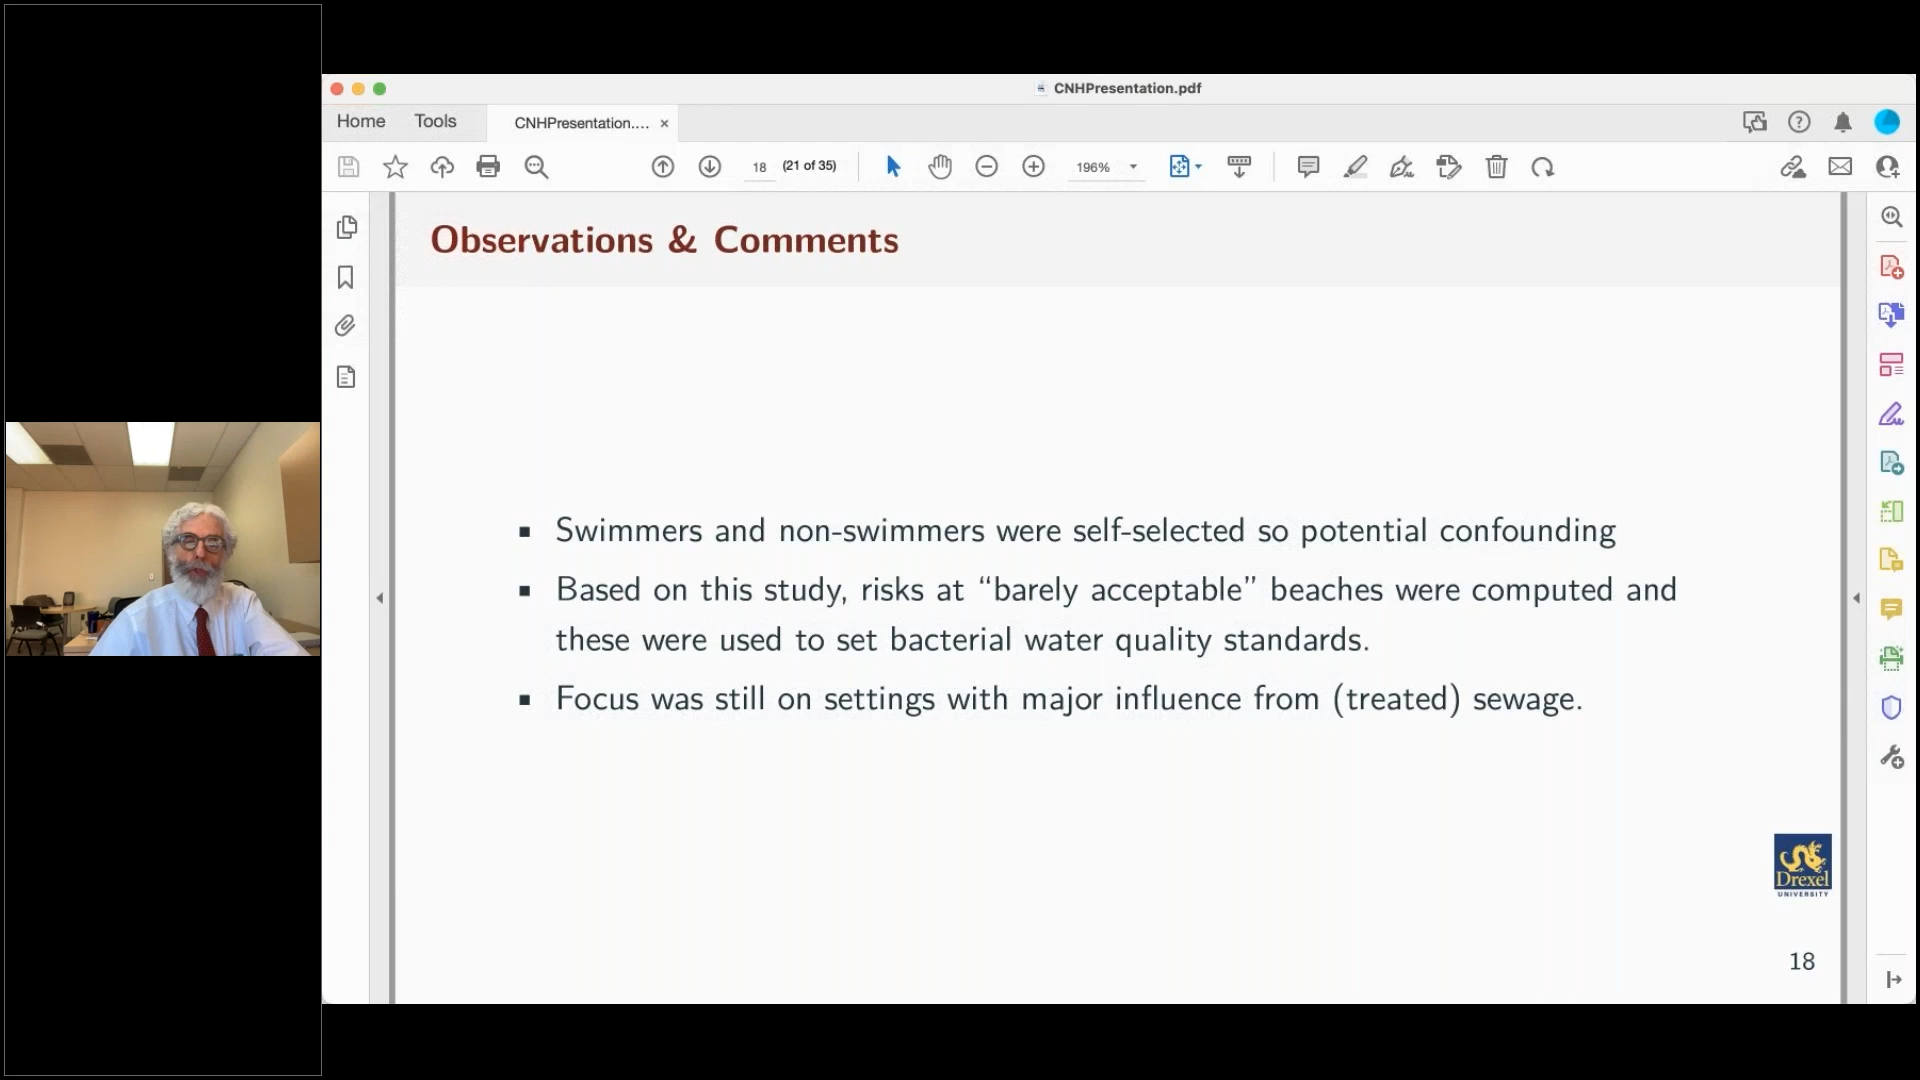 CNHPresentation.pdf
Home
Tools
CNHPresentation.... ×
18
(21 of 35)
196%
Observations & Comments
▪ Swimmers and non-swimmers were self-selected so potential confounding
▪ Based on this study, risks at “barely acceptable” beaches were computed and
these were used to set bacterial water quality standards.
▪ Focus was still on settings with major influence from (treated) sewage.
Drexel
UNIVERSITY
18